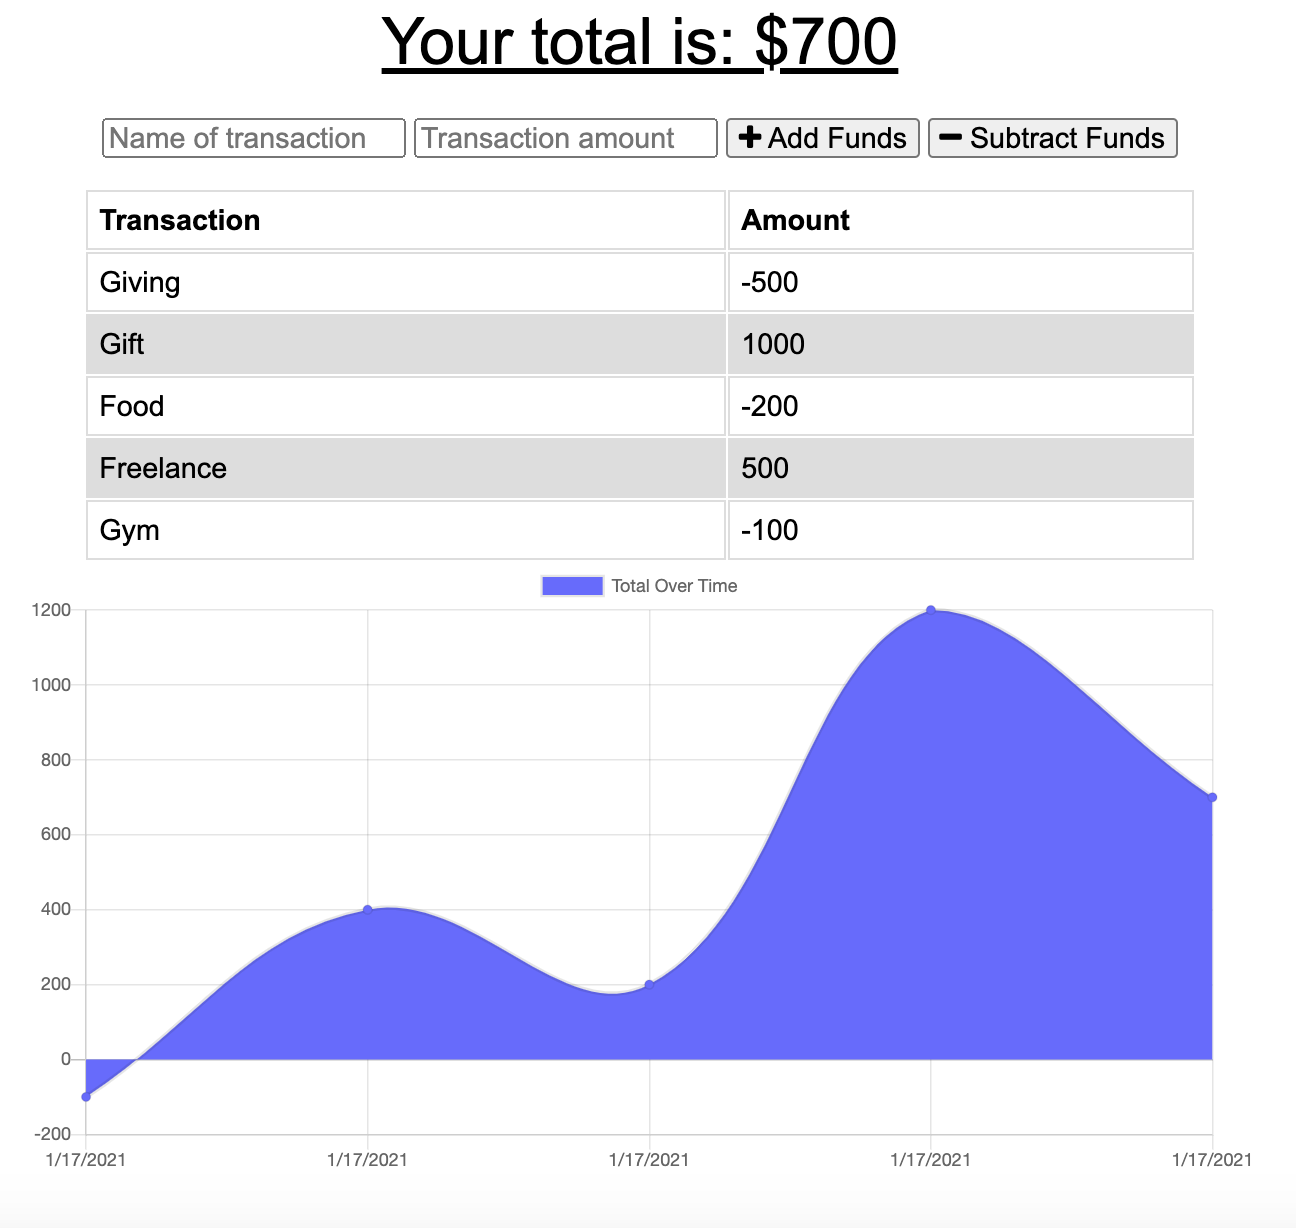 Your total is: $700
Name of transaction Transaction amount Add Funds Subtract Funds
Transaction Amount
Giving -500
Gift 1000
Food -200
Freelance 500
Gym -100
Total Over Time
1200
1000
800
600
400
200
0
-200
1/17/2021 1/17/2021 1/17/2021 1/17/2021 1/17/2021